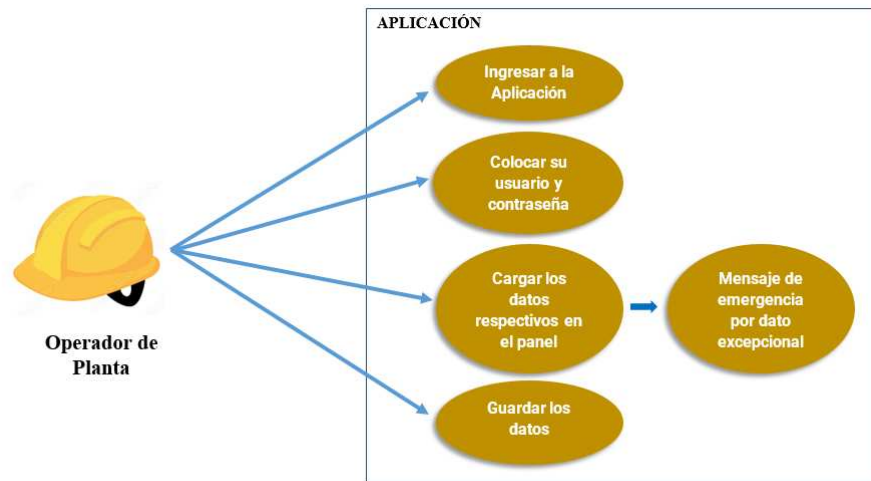 APLICACIÓN
Ingresar a la
Aplicación
Colocar su
usuario y
contraseña
Cargar los
datos
respectivos en
el panel
Mensaje de
emergencia
por dato
excepcional
Operador de
Planta
Guardar los
datos